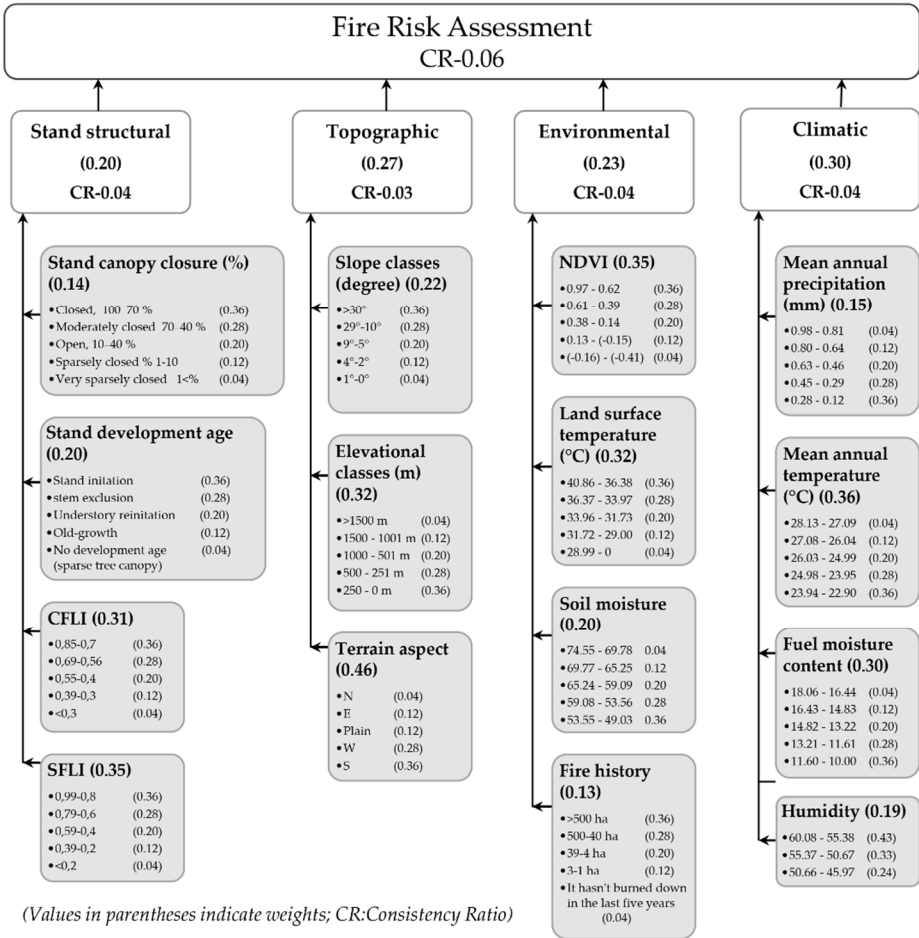 Fire Risk Assessment
CR-0.06
Stand structural
(0.20)
CR-0.04
Stand canopy closure (%)
(0.14)
•Closed, 100 70 % (0.36)
•Moderately closed 70-40 % (0.28)
•Open, 10-40 % (0.20)
•Sparsely closed % 1-10 (0.12)
•Very sparsely closed 1<% (0.04)
Stand development age
(0.20)
•Stand initation (0.36)
•stem exclusion (0.28)
•Understory reinitation (0.20)
•Old-growth (0.12)
•No development age (0.04)
(sparse tree canopy)
CFLI (0.31)
•0,85-0,7 (0.36)
•0,69-0,56 (0.28)
•0,55-0,4 (0.20)
•0,39-0,3 (0.12)
•<0,3 (0.04)
SFLI (0.35)
•0,99-0,8 (0.36)
•0,79-0,6 (0.28)
•0,59-0,4 (0.20)
•0,39-0,2 (0.12)
•<0,2 (0.04)
Topographic
(0.27)
CR-0.03
Slope classes
(degree) (0.22)
•>30° (0.36)
•29°-10° (0.28)
•9°-5° (0.20)
•4°-2° (0.12)
•1°-0° (0.04)
Elevational
classes (m)
(0.32)
•>1500 m (0.04)
•1500 - 1001 m (0.12)
•1000 - 501 m (0.20)
•500 - 251 m (0.28)
•250 - 0 m (0.36)
Terrain aspect
(0.46)
•N (0.04)
•E (0.12)
•Plain (0.12)
•W (0.28)
•S (0.36)
Environmental
(0.23)
CR-0.04
NDVI (0.35)
•0.97 - 0.62 (0.36)
•0.61 - 0.39 (0.28)
•0.38 - 0.14 (0.20)
•0.13 - (-0.15) (0.12)
•(-0.16) - (-0.41) (0.04)
Land surface
temperature
(°C) (0.32)
•40.86 - 36.38 (0.36)
•36.37 - 33.97 (0.28)
•33.96 - 31.73 (0.20)
•31.72 - 29.00 (0.12)
•28.99 - 0 (0.04)
Soil moisture
(0.20)
•74.55 - 69.78 0.04
•69.77 - 65.25 0.12
•65.24 - 59.09 0.20
•59.08 - 53.56 0.28
•53.55 - 49.03 0.36
Fire history
(0.13)
•>500 ha (0.36)
•500-40 ha (0.28)
•39-4 ha (0.20)
•3-1 ha (0.12)
•It hasn't burned down
in the last five years
(0.04)
Climatic
(0.30)
CR-0.04
Mean annual
precipitation
(mm) (0.15)
•0.98 - 0.81 (0.04)
•0.80 - 0.64 (0.12)
•0.63 - 0.46 (0.20)
•0.45 - 0.29 (0.28)
•0.28 - 0.12 (0.36)
Mean annual
temperature
(°C) (0.36)
•28.13 - 27.09 (0.04)
•27.08 - 26.04 (0.12)
•26.03 - 24.99 (0.20)
•24.98 - 23.95 (0.28)
•23.94 - 22.90 (0.36)
Fuel moisture
content (0.30)
•18.06 - 16.44 (0.04)
•16.43 - 14.83 (0.12)
•14.82 - 13.22 (0.20)
•13.21 - 11.61 (0.28)
•11.60 - 10.00 (0.36)
Humidity (0.19)
•60.08 - 55.38 (0.43)
•55.37 - 50.67 (0.33)
•50.66 - 45.97 (0.24)
(Values in parentheses indicate weights; CR:Consistency Ratio)